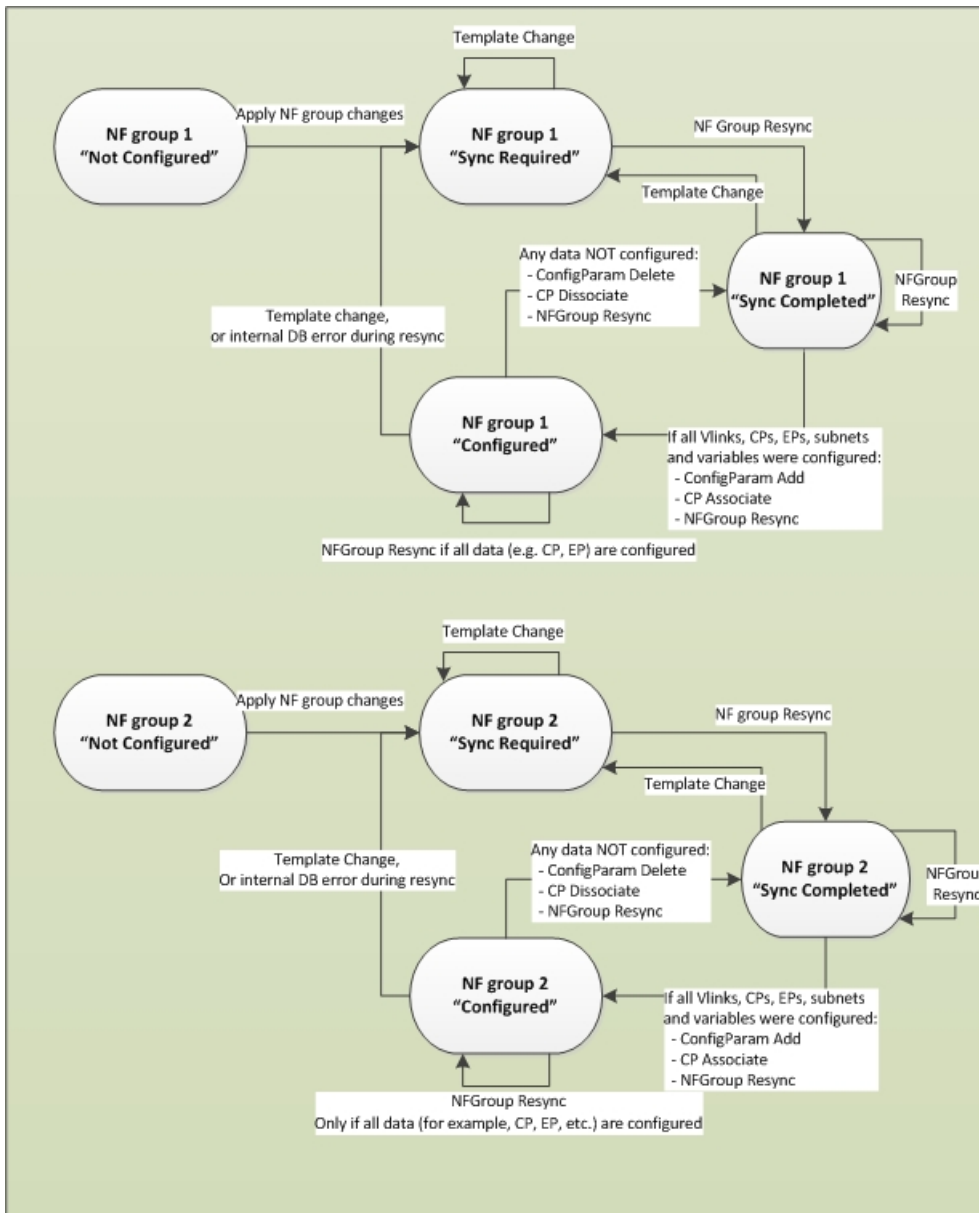 Template Change
NF group 1
“Not Configured”
Apply NF group changes
NF group 1
“Sync Required”
NF Group Resync
Template Change
Any data NOT configured:
- ConfigParam Delete
- CP Dissociate
- NFGroup Resync
NF group 1
“Sync Completed”
NFGroup
Resync
Template change,
or internal DB error during resync
NF group 1
“Configured”
If all Vlinks, CPs, EPs, subnets
and variables were configured:
- ConfigParam Add
- CP Associate
- NFGroup Resync
NFGroup Resync if all data (e.g. CP, EP) are configured
Template Change
NF group 2
“Not Configured”
Apply NF group changes
NF group 2
“Sync Required”
NF group Resync
Template Change
Any data NOT configured:
- ConfigParam Delete
- CP Dissociate
- NFGroup Resync
NF group 2
“Sync Completed”
NFGroup
Resync
Template Change,
Or internal DB error during resync
NF group 2
“Configured”
If all Vlinks, CPs, EPs, subnets
and variables were configured:
- ConfigParam Add
- CP Associate
- NFGroup Resync
NFGroup Resync
Only if all data (for example, CP, EP, etc.) are configured